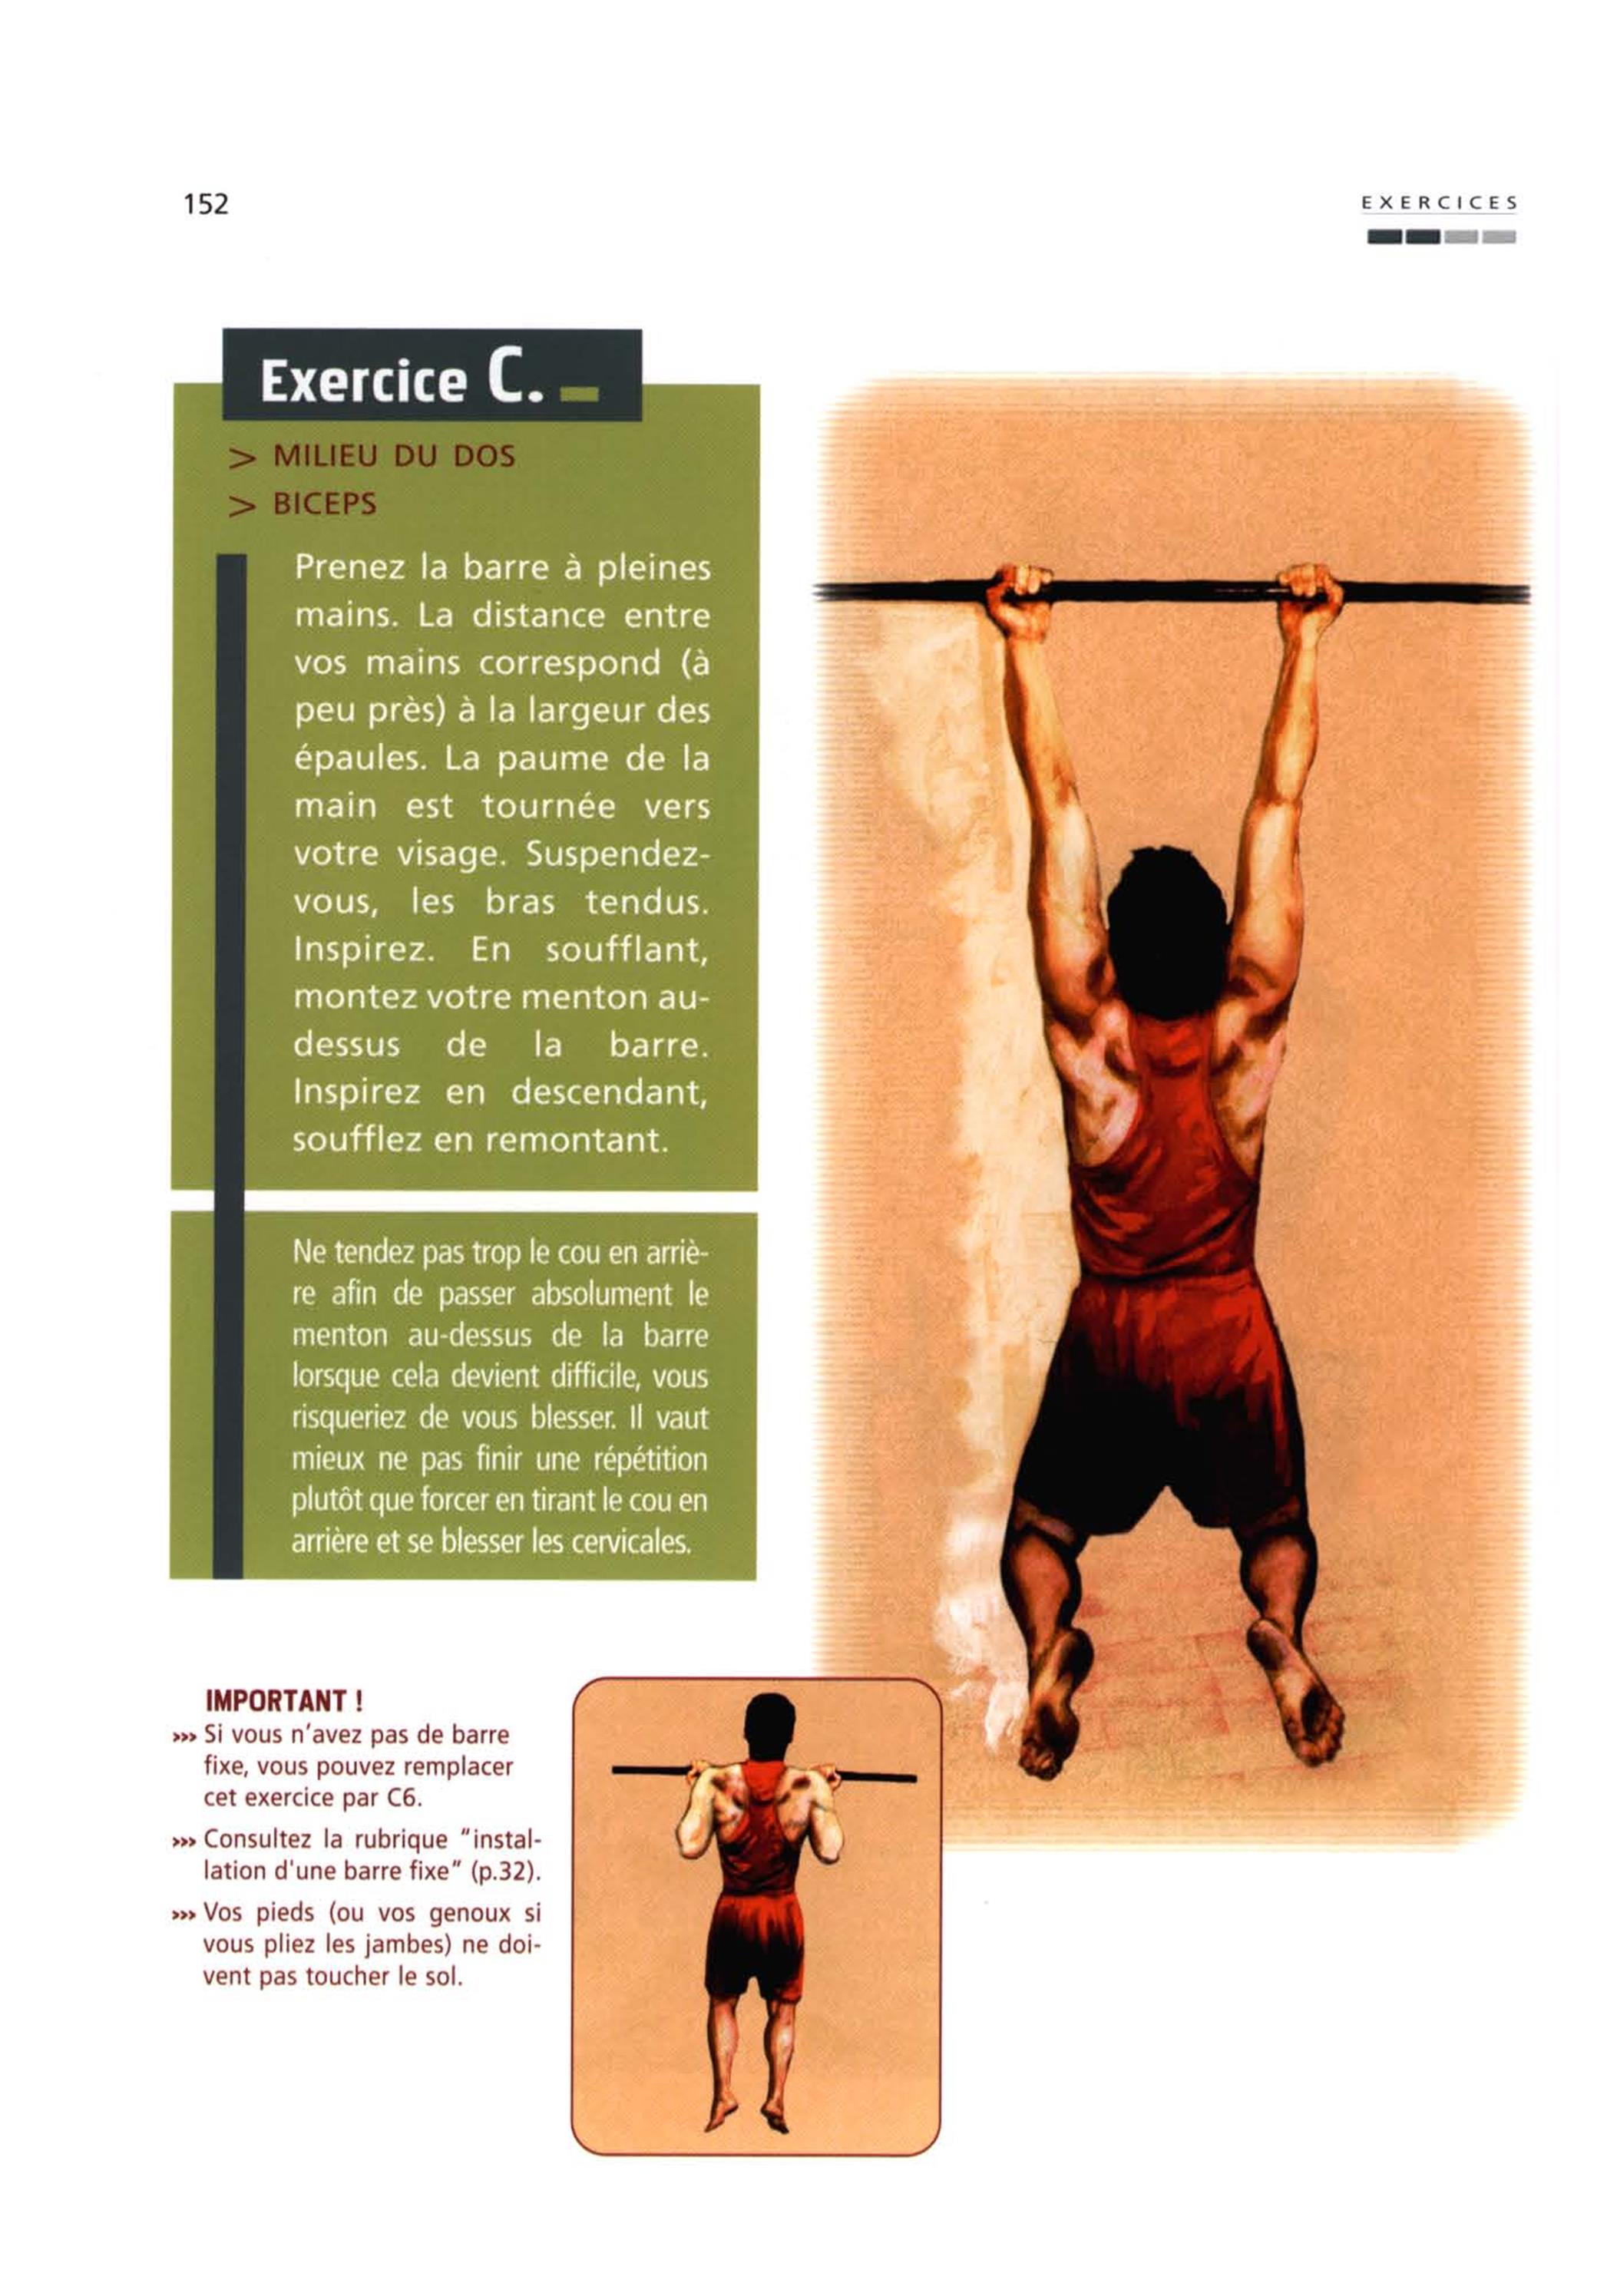 152
EXERCICES
Exercice C.
> MILIEU DU DOS
> BICEPS
Prenez la barre à pleines
mains. La distance entre
vos mains correspond (à
peu près) à la largeur des
épaules. La paume de la
main est tournée vers
votre visage. Suspendez-
vous, les bras tendus.
Inspirez. En soufflant,
montez votre menton au-
dessus de la barre.
Inspirez en descendant,
soufflez en remontant.
Ne tendez pas trop le cou en arriè-
re afin de passer absolument le
menton au-dessus de la barre
lorsque cela devient difficile, vous
risqueriez de vous blesser. Il vaut
mieux ne pas finir une répétition
plutôt que forcer en tirant le cou en
arrière et se blesser les cervicales.
IMPORTANT !
»» Si vous n'avez pas de barre
fixe, vous pouvez remplacer
cet exercice par C6.
»» Consultez la rubrique "instal-
lation d'une barre fixe" (p.32).
»» Vos pieds (ou vos genoux si
vous pliez les jambes) ne doi-
vent pas toucher le sol.